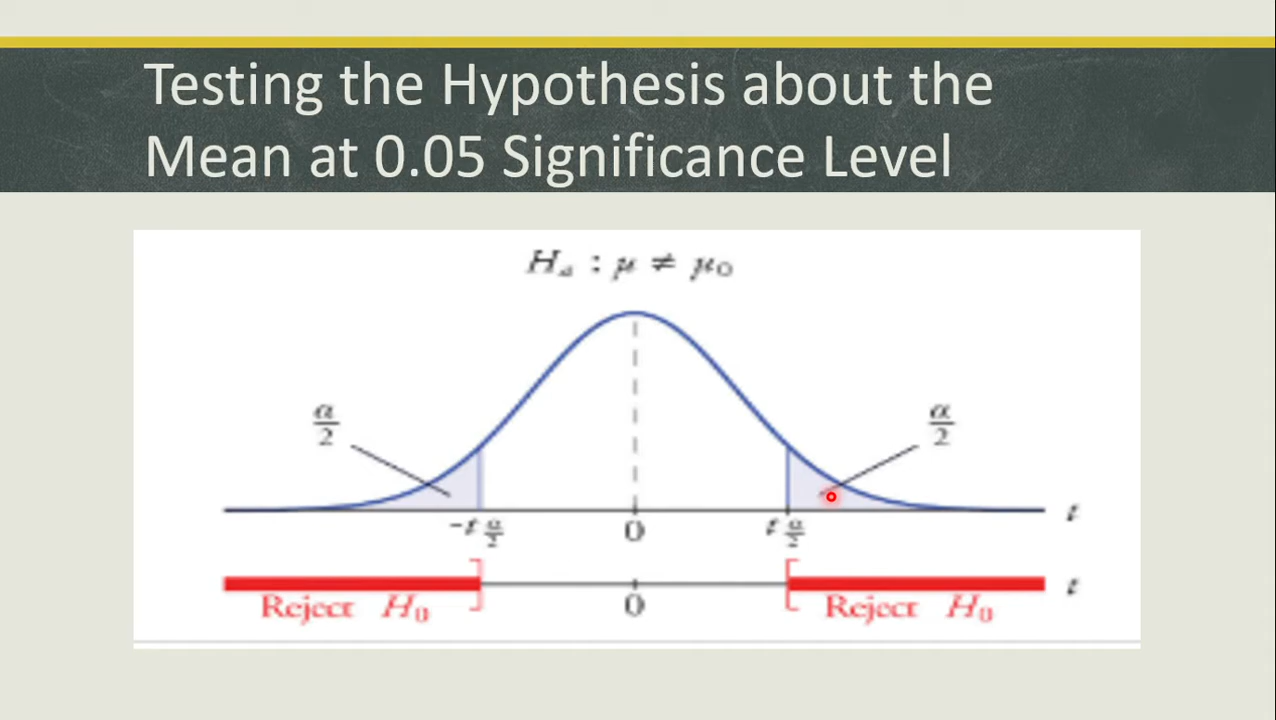 Testing the Hypothesis about the
Mean at 0.05 Significance Level
Hₐ : μ ≠ μ₀
α/2 α/2
-t α/2 0 t α/2 t
0 t
Reject H₀ Reject H₀